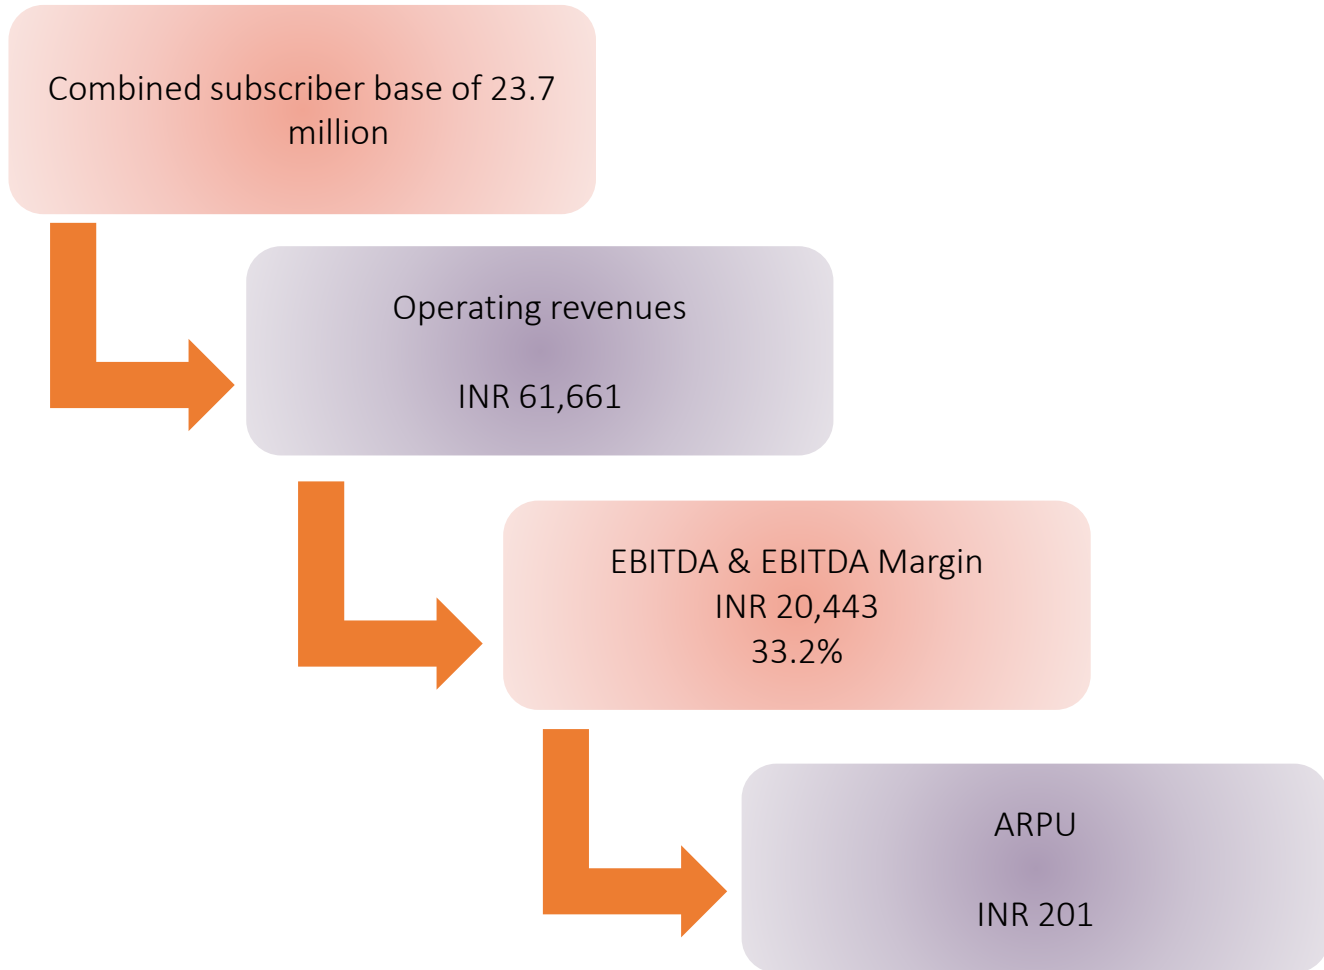 Combined subscriber base of 23.7
million
Operating revenues
INR 61,661
EBITDA & EBITDA Margin
INR 20,443
33.2%
ARPU
INR 201